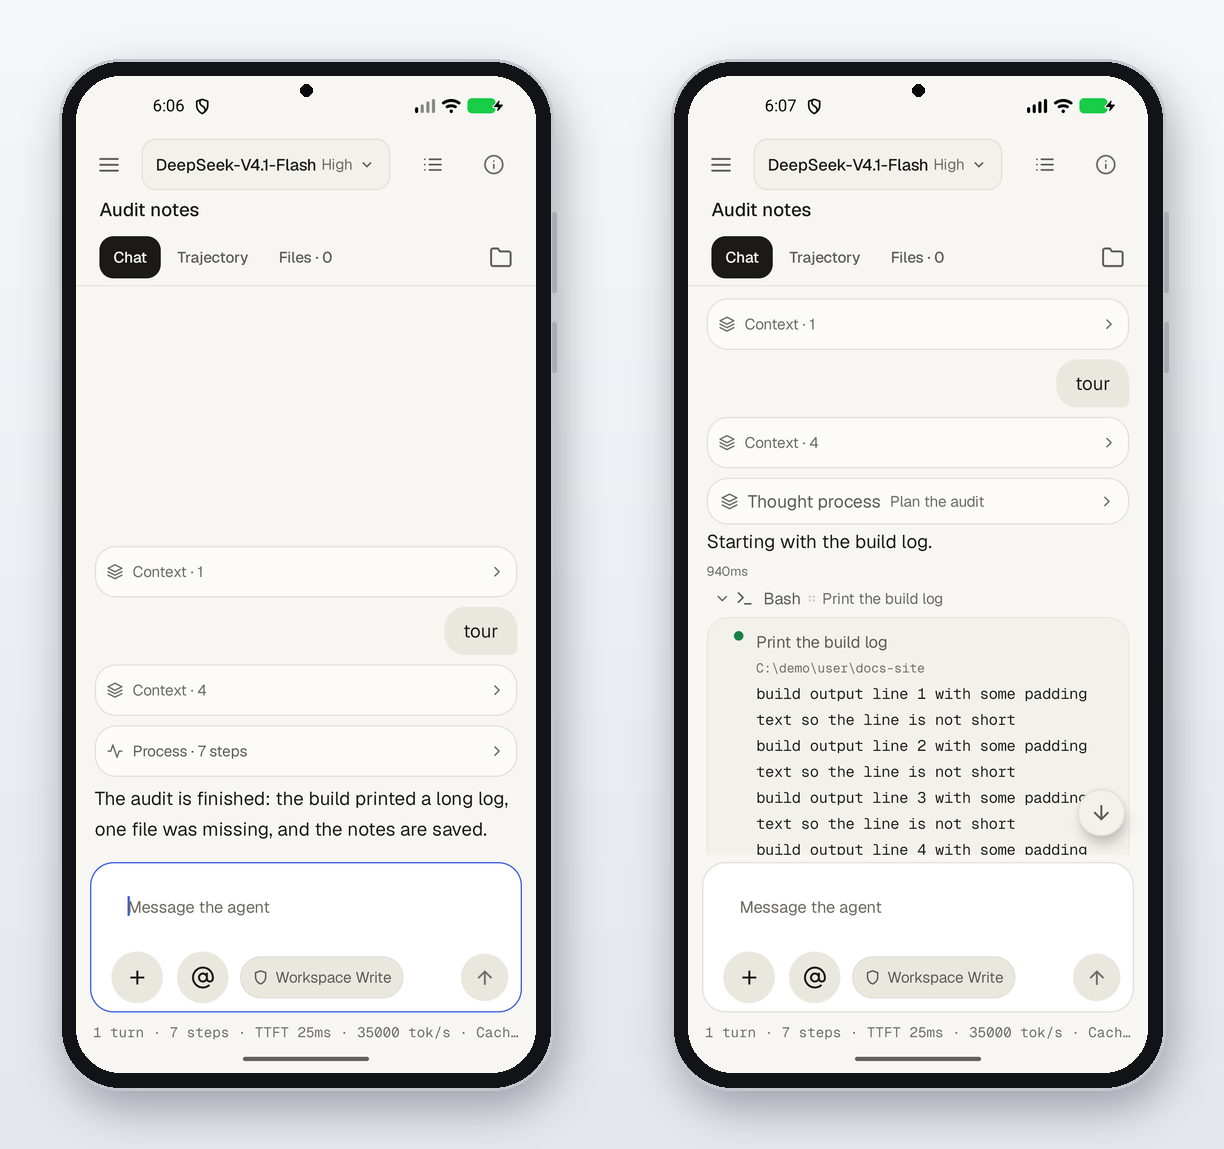 6:06
DeepSeek-V4.1-Flash High
Audit notes
Chat Trajectory Files · 0
Context · 1
tour
Context · 4
Process · 7 steps
The audit is finished: the build printed a long log,
one file was missing, and the notes are saved.
Message the agent
+ @ Workspace Write
1 turn · 7 steps · TTFT 25ms · 35000 tok/s · Cach…
6:07
DeepSeek-V4.1-Flash High
Audit notes
Chat Trajectory Files · 0
Context · 1
tour
Context · 4
Thought process Plan the audit
Starting with the build log.
940ms
Bash Print the build log
Print the build log
C:\demo\user\docs-site
build output line 1 with some padding
text so the line is not short
build output line 2 with some padding
text so the line is not short
build output line 3 with some padding
text so the line is not short
build output line 4 with some padding
Message the agent
+ @ Workspace Write
1 turn · 7 steps · TTFT 25ms · 35000 tok/s · Cach…